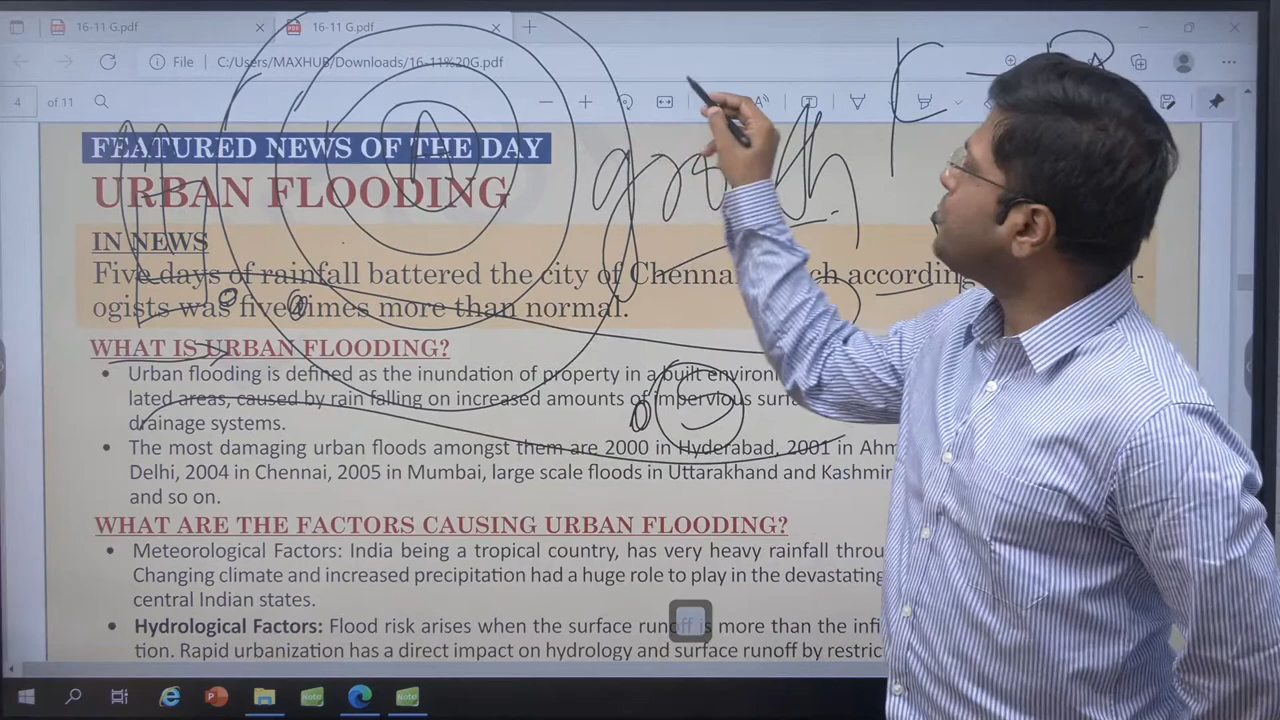 16-11 G.pdf
16-11 G.pdf
File C:/Users/MAXHUB/Downloads/16-11%20G.pdf
4 of 11
A
growth
FEATURED NEWS OF THE DAY
URBAN FLOODING
IN NEWS
Five days of rainfall battered the city of Chennai according
ogists was five times more than normal.
WHAT IS URBAN FLOODING?
• Urban flooding is defined as the inundation of property in a built
lated areas, caused by rain falling on increased amounts of impervious
drainage systems.
• The most damaging urban floods amongst them are 2000 in Hyderabad, 2001 in
Delhi, 2004 in Chennai, 2005 in Mumbai, large scale floods in Uttarakhand and Kashmir
and so on.
WHAT ARE THE FACTORS CAUSING URBAN FLOODING?
• Meteorological Factors: India being a tropical country, has very heavy rainfall
Changing climate and increased precipitation had a huge role to play in the devastating
central Indian states.
• Hydrological Factors: Flood risk arises when the surface runoff is more than the
tion. Rapid urbanization has a direct impact on hydrology and surface runoff by
Note
Note